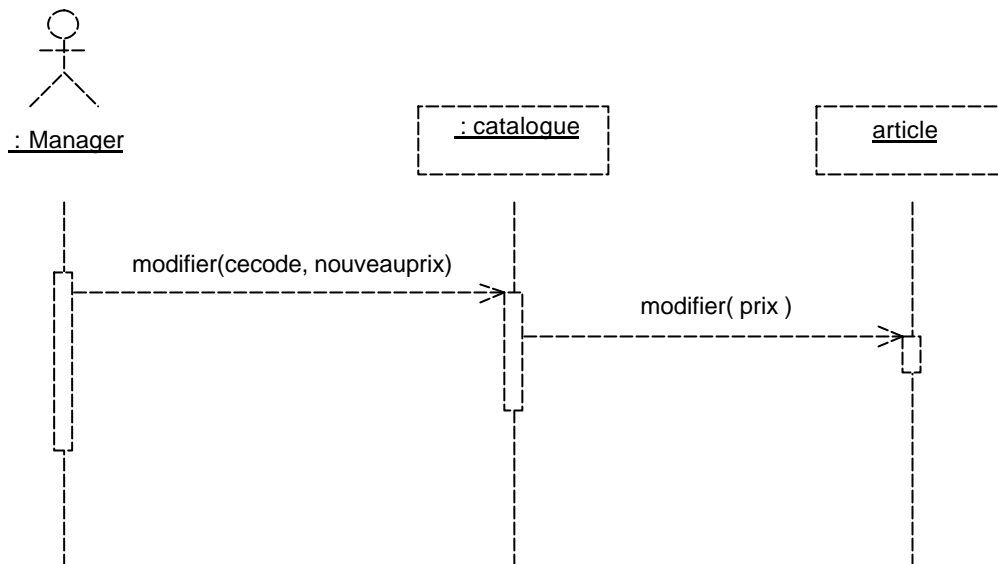 : Manager
: catalogue
article
modifier(cecode, nouveauprix)
modifier( prix )